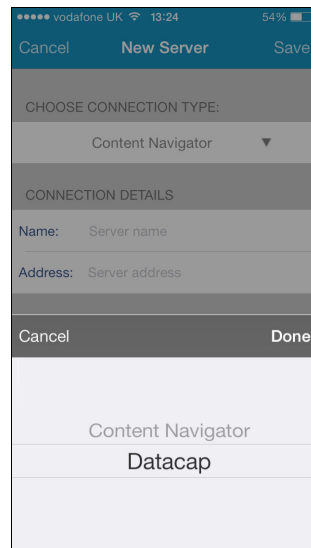 vodafone UK 13:24 54%
Cancel New Server Save
CHOOSE CONNECTION TYPE:
Content Navigator ▼
CONNECTION DETAILS
Name: Server name
Address: Server address
Cancel Done
Content Navigator
Datacap